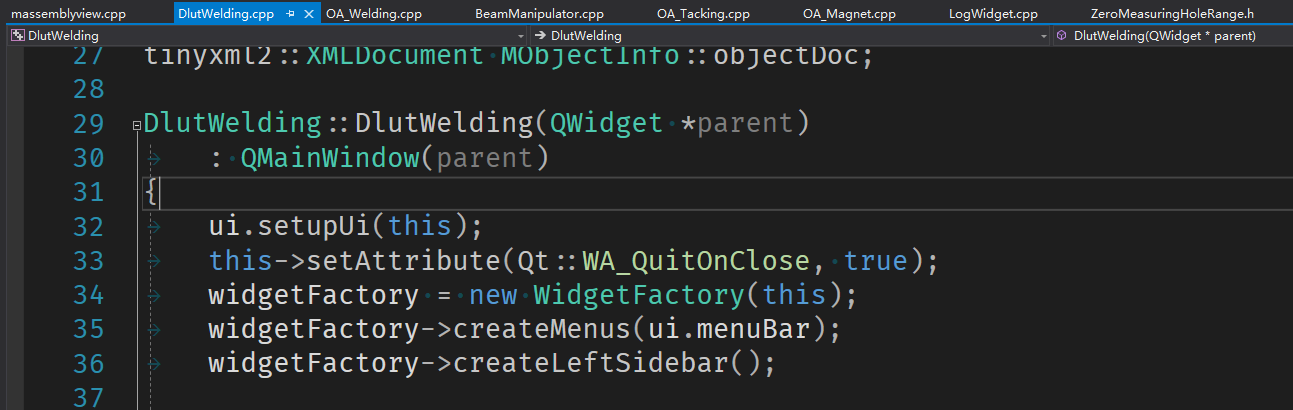 massemblyview.cpp DlutWelding.cpp OA_Welding.cpp BeamManipulator.cpp OA_Tacking.cpp OA_Magnet.cpp LogWidget.cpp ZeroMeasuringHoleRange.h
DlutWelding DlutWelding DlutWelding(QWidget * parent)
27 tinyxml2::XMLDocument MObjectInfo::objectDoc;
28
29 DlutWelding::DlutWelding(QWidget *parent)
30 : QMainWindow(parent)
31 {
32 ui.setupUi(this);
33 this->setAttribute(Qt::WA_QuitOnClose, true);
34 widgetFactory = new WidgetFactory(this);
35 widgetFactory->createMenus(ui.menuBar);
36 widgetFactory->createLeftSidebar();
37